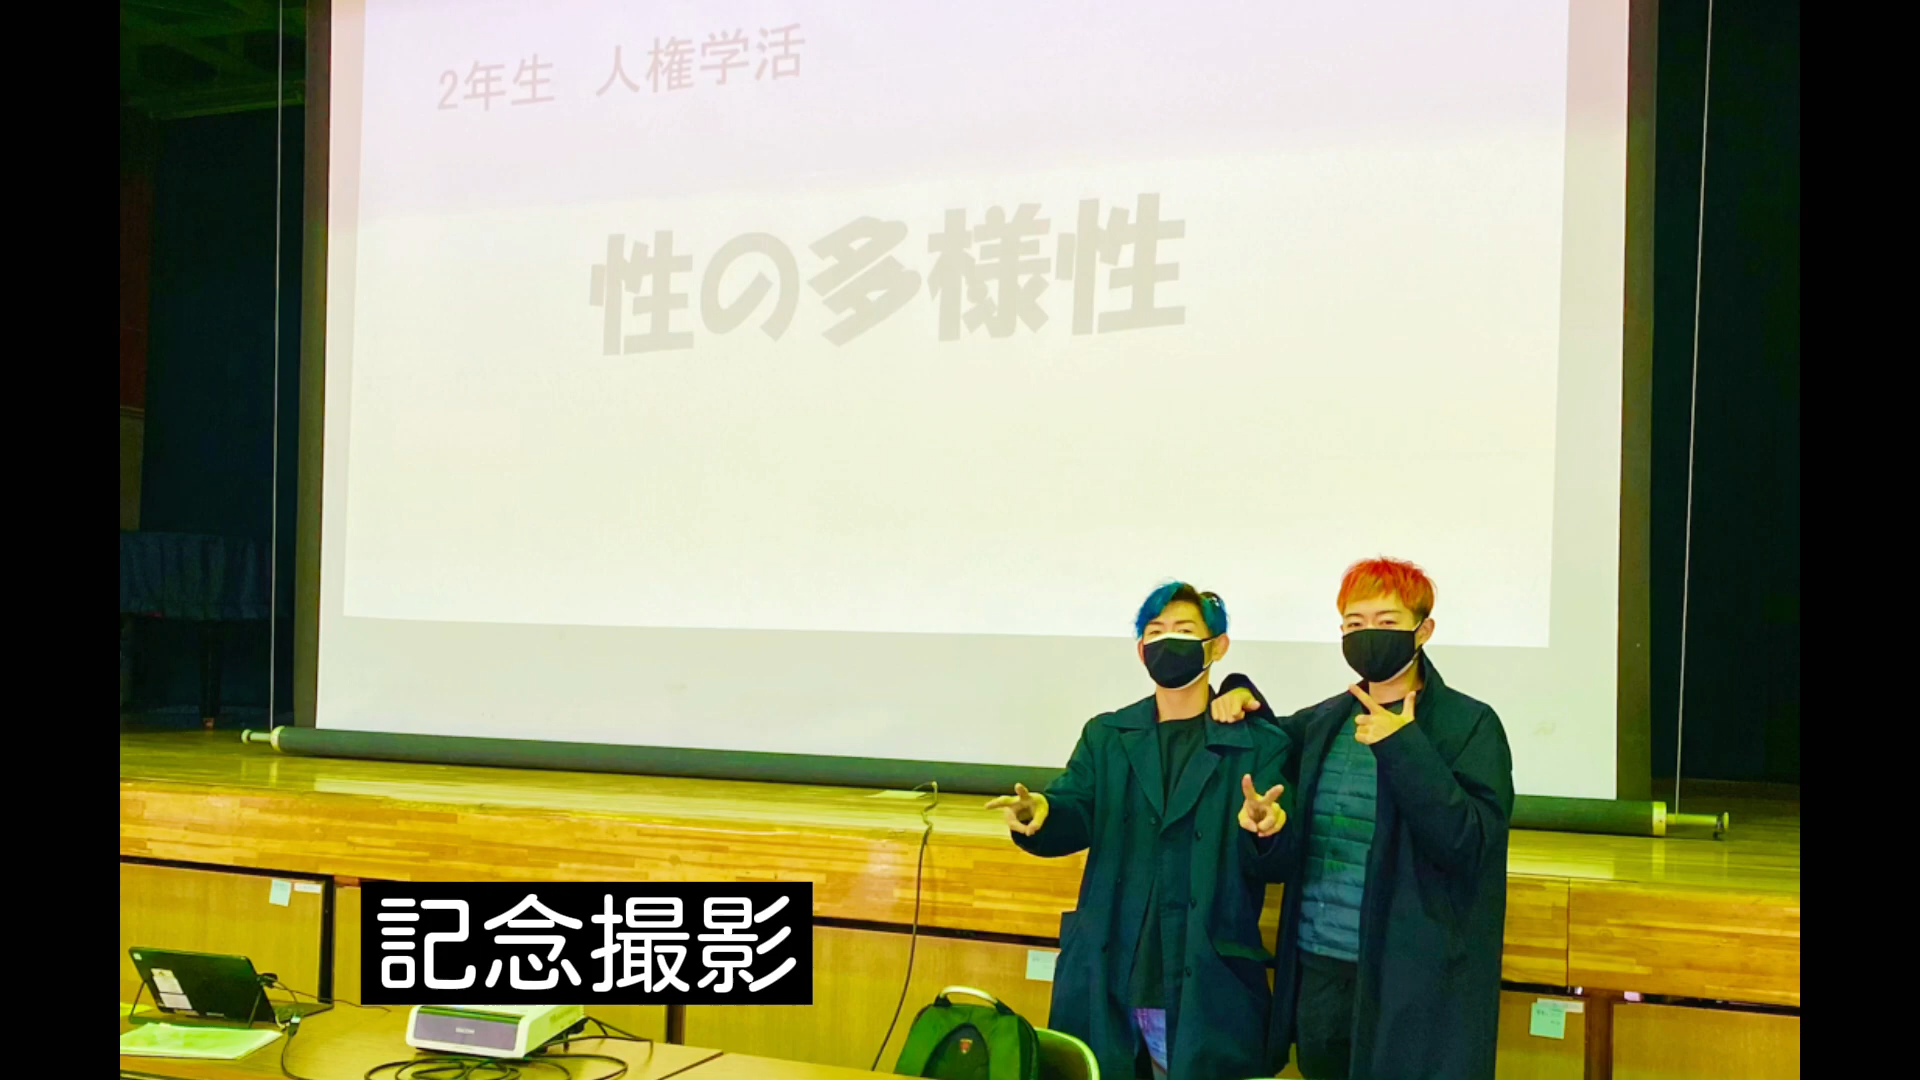 2年生 人権学活
性の多様性
記念撮影